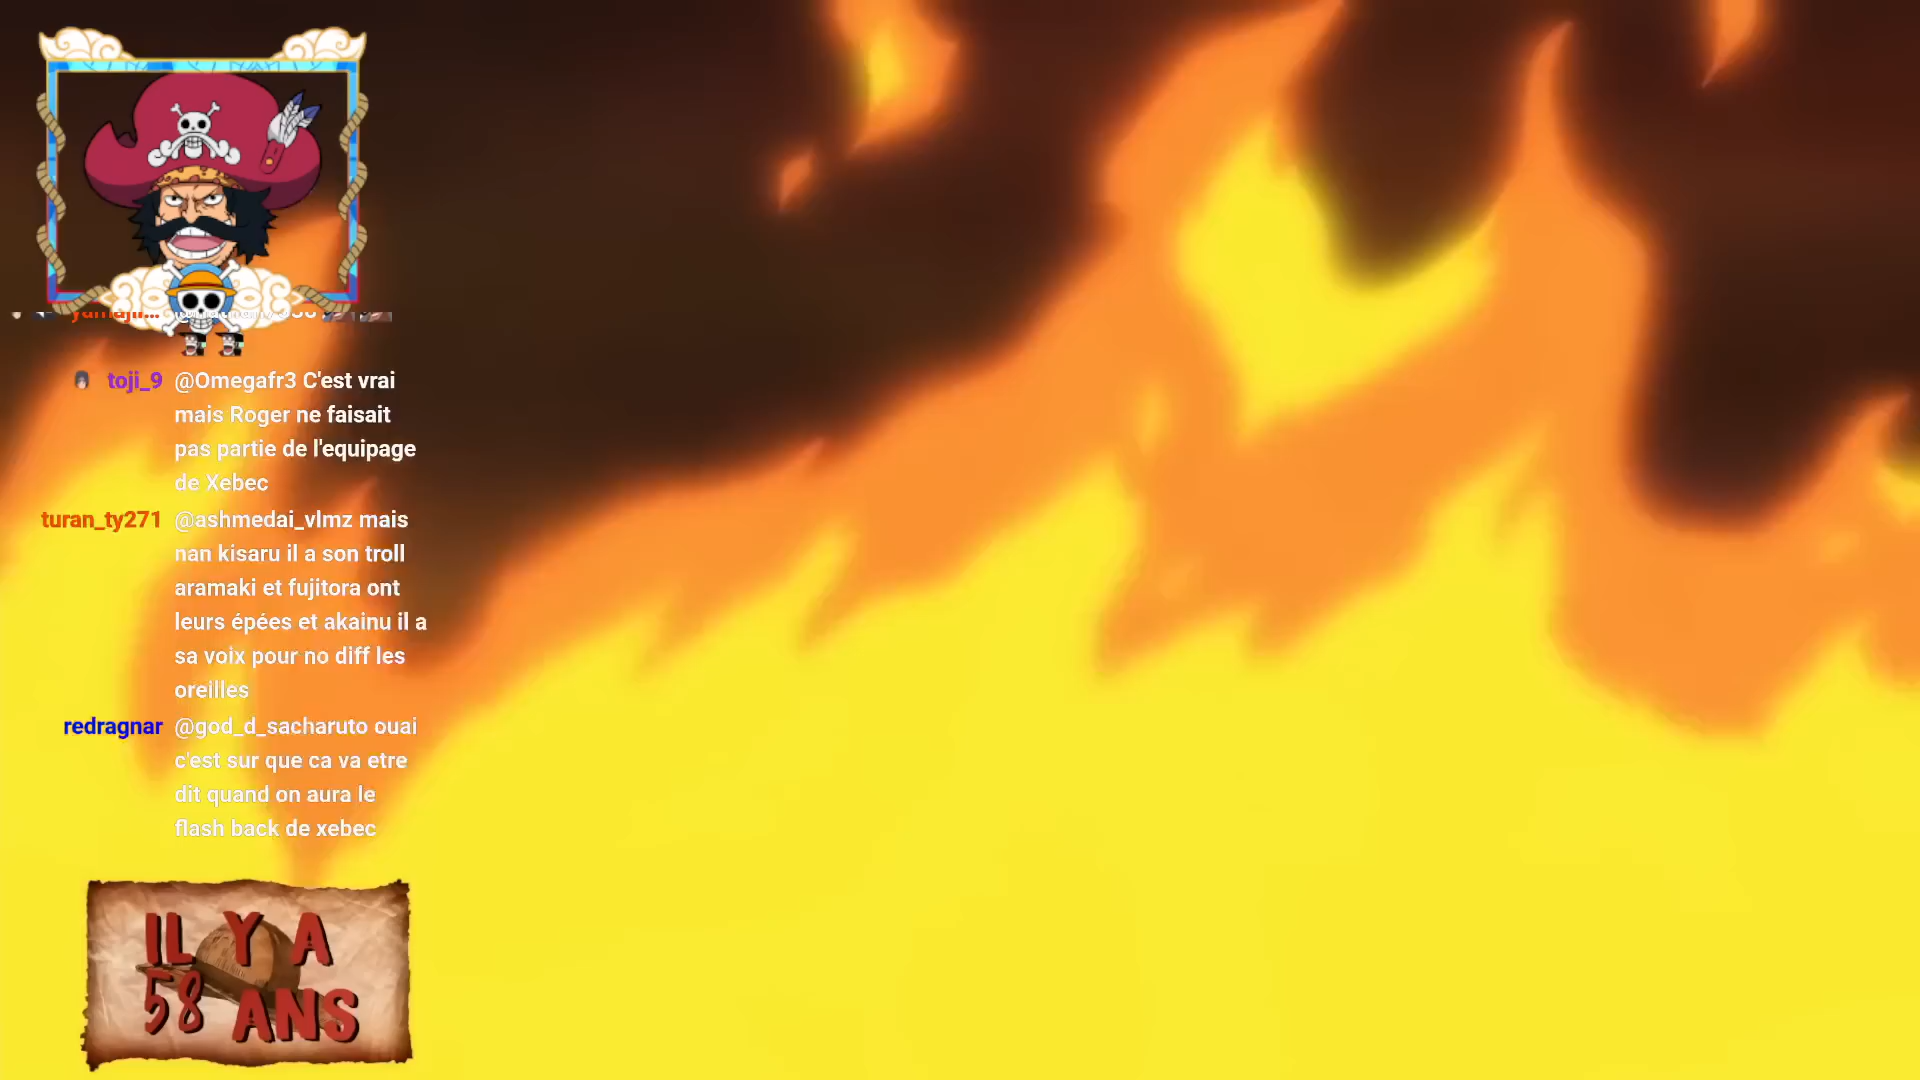 toji_9 @Omegafr3 C'est vrai
mais Roger ne faisait
pas partie de l'equipage
de Xebec
turan_ty271 @ashmedai_vlmz mais
nan kisaru il a son troll
aramaki et fujitora ont
leurs épées et akainu il a
sa voix pour no diff les
oreilles
redragnar @god_d_sacharuto ouai
c'est sur que ca va etre
dit quand on aura le
flash back de xebec
IL Y A
58 ANS